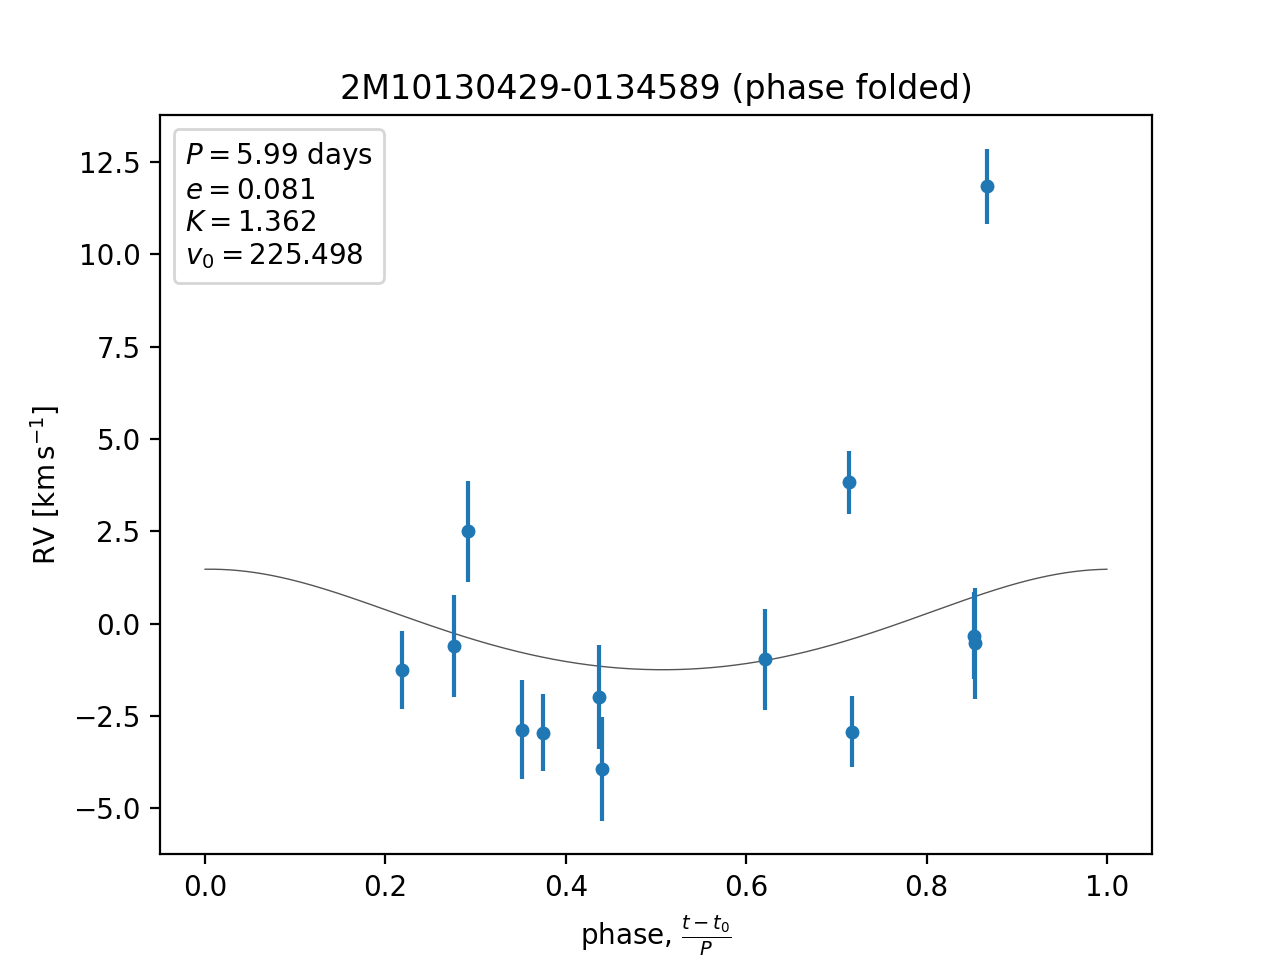 2M10130429-0134589 (phase folded)
P = 5.99 days
e = 0.081
K = 1.362
v₀ = 225.498
12.5
10.0
7.5
5.0
2.5
0.0
−2.5
−5.0
RV [km s⁻¹]
0.0 0.2 0.4 0.6 0.8 1.0
phase, (t − t₀)/P